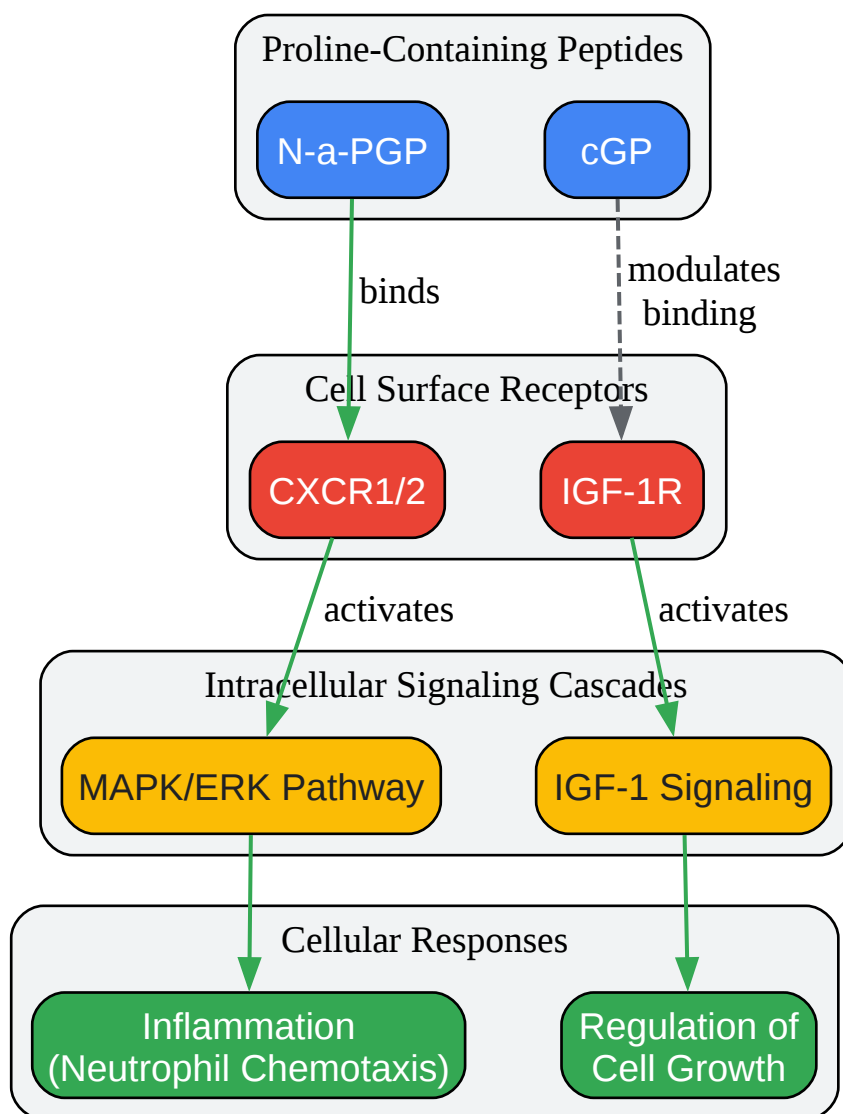 Proline-Containing Peptides
N-a-PGP
cGP
binds
modulates
binding
Cell Surface Receptors
CXCR1/2
IGF-1R
activates
activates
Intracellular Signaling Cascades
MAPK/ERK Pathway
IGF-1 Signaling
Cellular Responses
Inflammation
(Neutrophil Chemotaxis)
Regulation of
Cell Growth